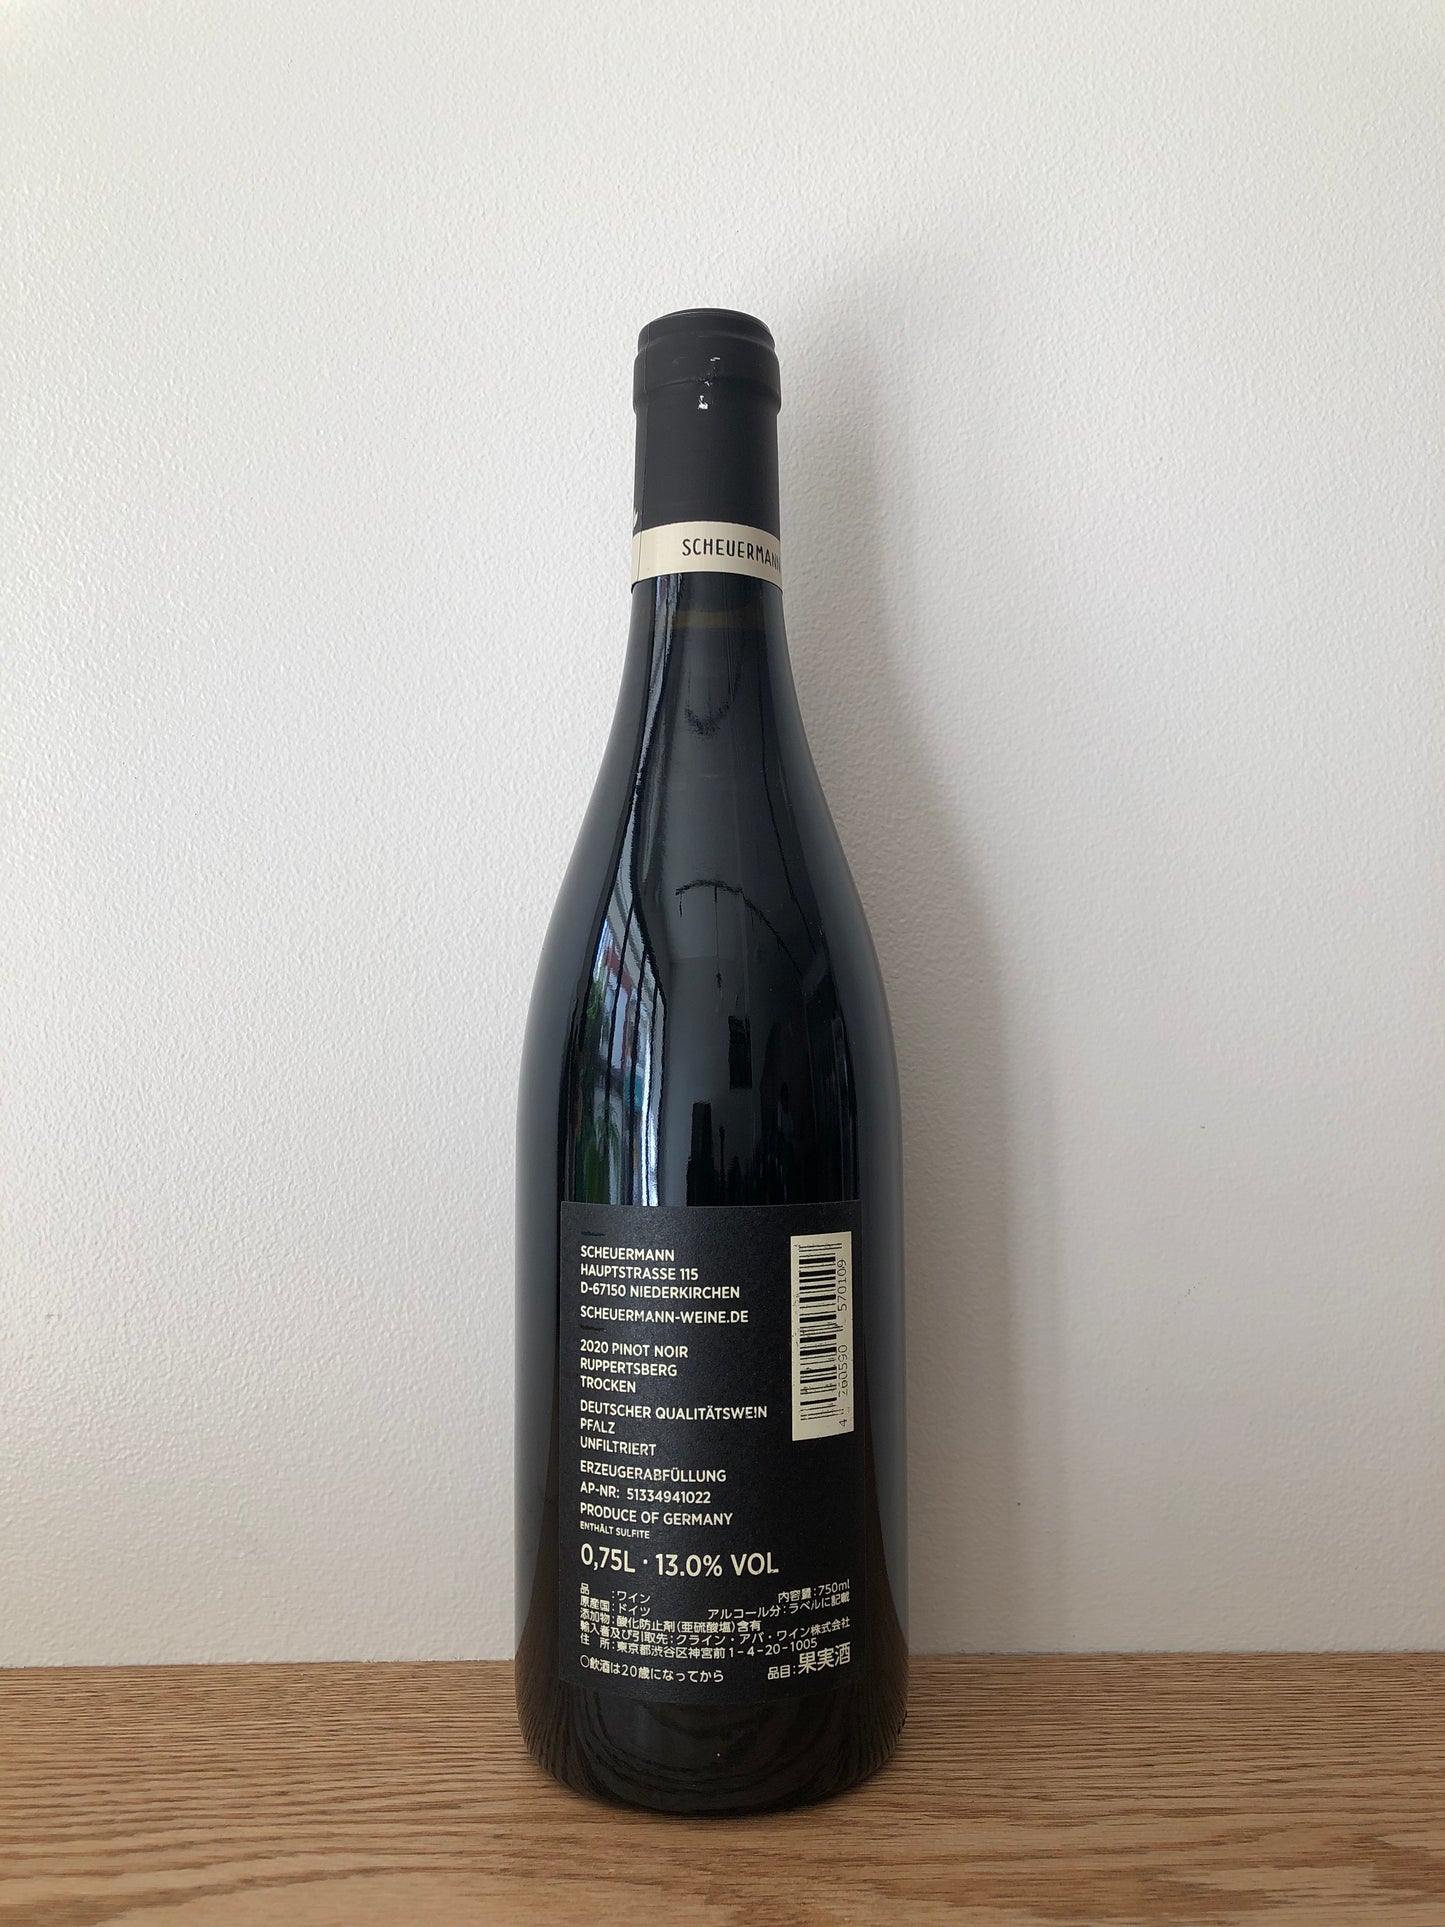 SCHEUERMANN
SCHEUERMANN
HAUPTSTRASSE 115
D-67150 NIEDERKIRCHEN
SCHEUERMANN-WEINE.DE
2020 PINOT NOIR
RUPPERTSBERG
TROCKEN
DEUTSCHER QUALITÄTSWEIN
PFALZ
UNFILTRIERT
ERZEUGERABFÜLLUNG
AP-NR: 51334941022
PRODUCE OF GERMANY
ENTHÄLT SULFITE
0,75L · 13.0% VOL
品 :ワイン 内容量:750ml
原産国:ドイツ アルコール分:ラベルに記載
添加物:酸化防止剤(亜硫酸塩)含有
輸入者及び引取先:クライン・アバ・ワイン株式会社
住 所:東京都渋谷区神宮前1-4-20-1005
○飲酒は20歳になってから 品目:果実酒
4 260590 570109